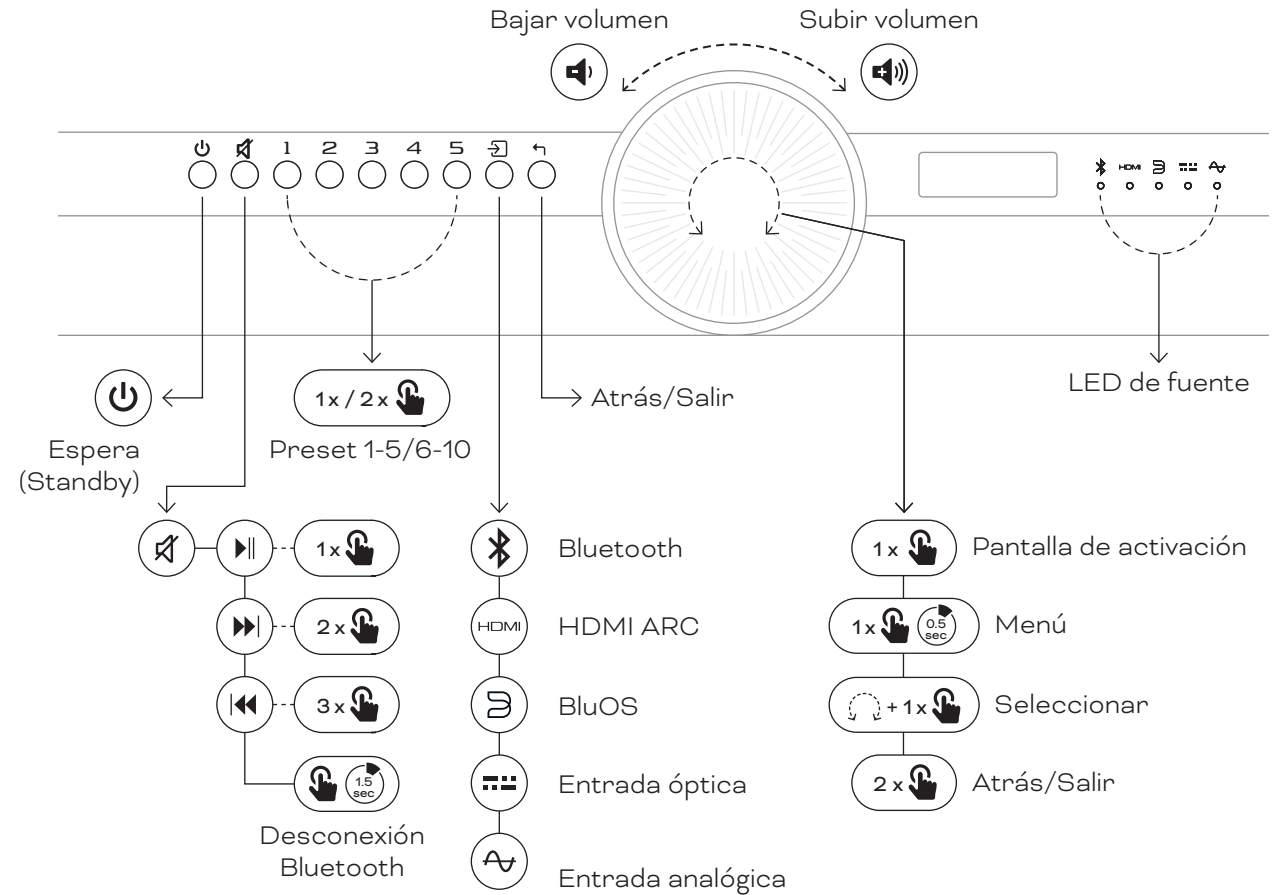 Bajar volumen
Subir volumen
1 2 3 4 5
HDMI
LED de fuente
1x / 2x
Atrás/Salir
Espera
(Standby)
Preset 1-5/6-10
1x
Bluetooth
1x
Pantalla de activación
2x
HDMI
HDMI ARC
1x
0.5
sec
Menú
3x
BluOS
+ 1x
Seleccionar
1.5
sec
Entrada óptica
2x
Atrás/Salir
Desconexión
Bluetooth
Entrada analógica